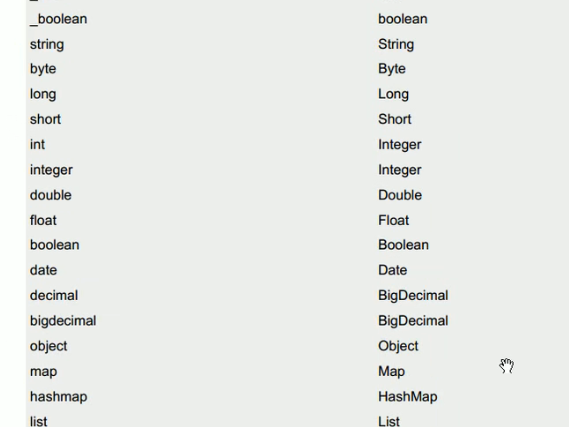 _boolean boolean
string String
byte Byte
long Long
short Short
int Integer
integer Integer
double Double
float Float
boolean Boolean
date Date
decimal BigDecimal
bigdecimal BigDecimal
object Object
map Map
hashmap HashMap
list List